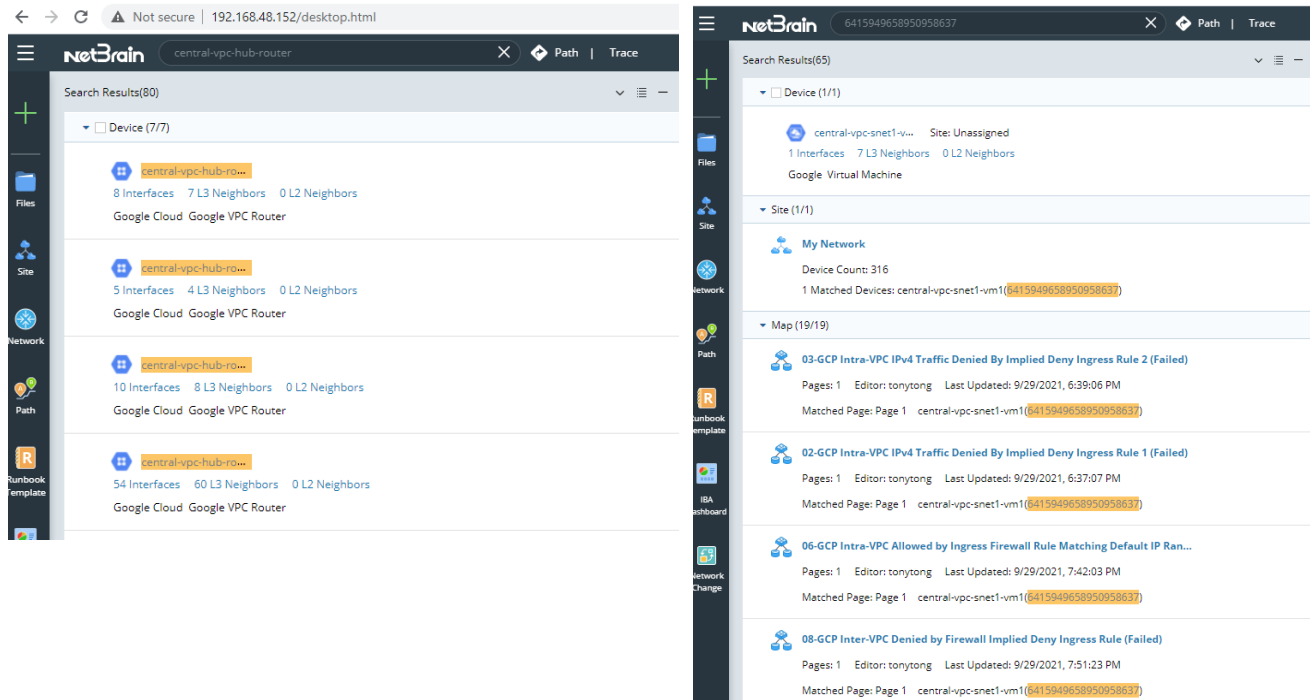 Not secure | 192.168.48.152/desktop.html
NetBrain
central-vpc-hub-router
Path | Trace
Search Results(80)
Device (7/7)
central-vpc-hub-ro...
8 Interfaces 7 L3 Neighbors 0 L2 Neighbors
Google Cloud Google VPC Router
central-vpc-hub-ro...
5 Interfaces 4 L3 Neighbors 0 L2 Neighbors
Google Cloud Google VPC Router
central-vpc-hub-ro...
10 Interfaces 8 L3 Neighbors 0 L2 Neighbors
Google Cloud Google VPC Router
central-vpc-hub-ro...
54 Interfaces 60 L3 Neighbors 0 L2 Neighbors
Google Cloud Google VPC Router
Files
Site
Network
Path
R
Runbook
Template
NetBrain
6415949658950958637
Path | Trace
Search Results(65)
Device (1/1)
central-vpc-snet1-v... Site: Unassigned
1 Interfaces 7 L3 Neighbors 0 L2 Neighbors
Google Virtual Machine
Site (1/1)
My Network
Device Count: 316
1 Matched Devices: central-vpc-snet1-vm1(6415949658950958637)
Map (19/19)
03-GCP Intra-VPC IPv4 Traffic Denied By Implied Deny Ingress Rule 2 (Failed)
Pages: 1 Editor: tonytong Last Updated: 9/29/2021, 6:39:06 PM
Matched Page: Page 1 central-vpc-snet1-vm1(6415949658950958637)
02-GCP Intra-VPC IPv4 Traffic Denied By Implied Deny Ingress Rule 1 (Failed)
Pages: 1 Editor: tonytong Last Updated: 9/29/2021, 6:37:07 PM
Matched Page: Page 1 central-vpc-snet1-vm1(6415949658950958637)
06-GCP Intra-VPC Allowed by Ingress Firewall Rule Matching Default IP Ran...
Pages: 1 Editor: tonytong Last Updated: 9/29/2021, 7:42:03 PM
Matched Page: Page 1 central-vpc-snet1-vm1(6415949658950958637)
08-GCP Inter-VPC Denied by Firewall Implied Deny Ingress Rule (Failed)
Pages: 1 Editor: tonytong Last Updated: 9/29/2021, 7:51:23 PM
Matched Page: Page 1 central-vpc-snet1-vm1(6415949658950958637)
Files
Site
Network
Path
R
Runbook
Template
IBA
ashboard
Network
Change